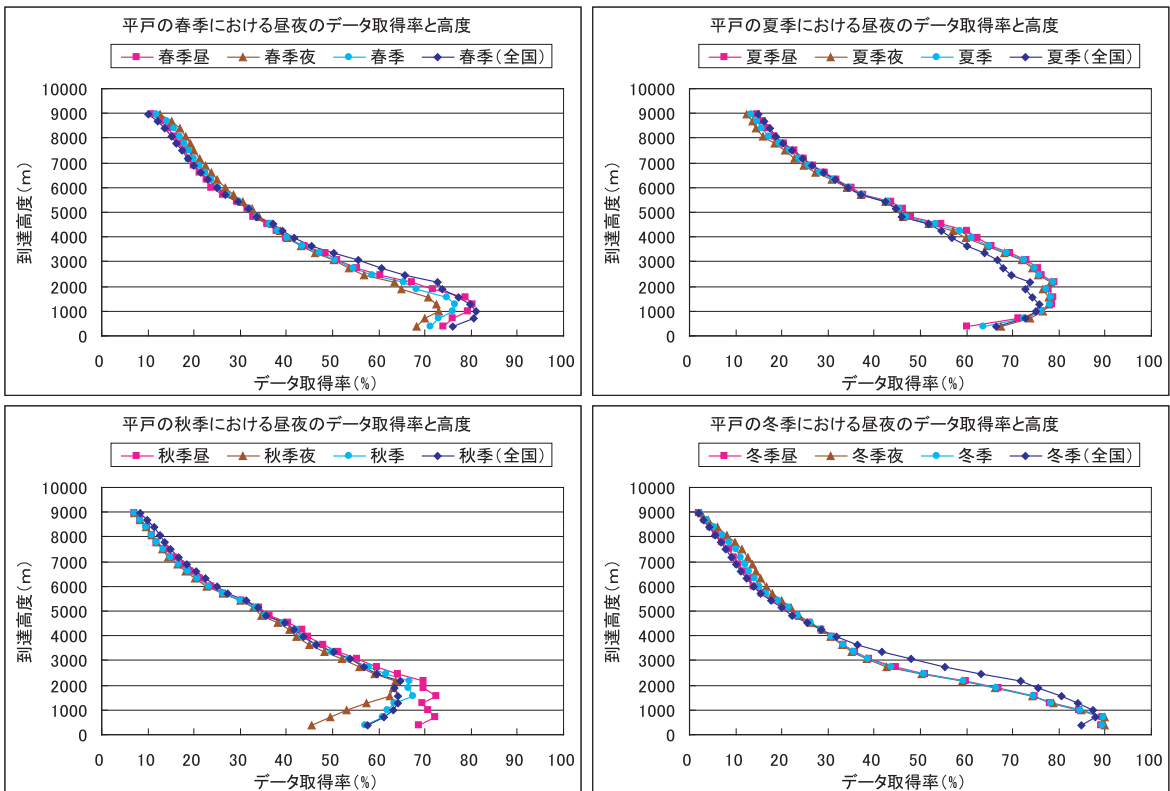 平戸の春季における昼夜のデータ取得率と高度
春季昼 春季夜 春季 春季(全国)
到達高度(m)
10000
9000
8000
7000
6000
5000
4000
3000
2000
1000
0
0 10 20 30 40 50 60 70 80 90 100
データ取得率(%)
平戸の夏季における昼夜のデータ取得率と高度
夏季昼 夏季夜 夏季 夏季(全国)
到達高度(m)
10000
9000
8000
7000
6000
5000
4000
3000
2000
1000
0
0 10 20 30 40 50 60 70 80 90 100
データ取得率(%)
平戸の秋季における昼夜のデータ取得率と高度
秋季昼 秋季夜 秋季 秋季(全国)
到達高度(m)
10000
9000
8000
7000
6000
5000
4000
3000
2000
1000
0
0 10 20 30 40 50 60 70 80 90 100
データ取得率(%)
平戸の冬季における昼夜のデータ取得率と高度
冬季昼 冬季夜 冬季 冬季(全国)
到達高度(m)
10000
9000
8000
7000
6000
5000
4000
3000
2000
1000
0
0 10 20 30 40 50 60 70 80 90 100
データ取得率(%)